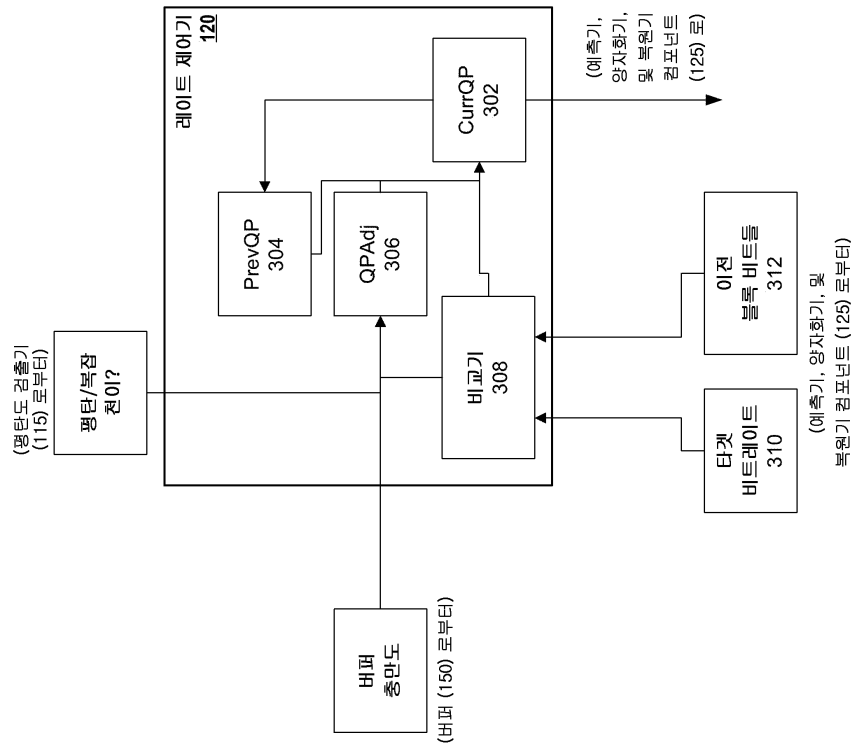 레이트 제어기
120
(평탄도 검출기
(115) 로부터)
평탄/복잡
천이?
버퍼
충만도
(버퍼 (150) 로부터)
PrevQP
304
QPAdj
306
비교기
308
CurrQP
302
(예측기,
양자화기,
및 복원기
컴포넌트
(125) 로)
타겟
비트레이트
310
이전
블록 비트들
312
(예측기, 양자화기, 및
복원기 컴포넌트 (125) 로부터)